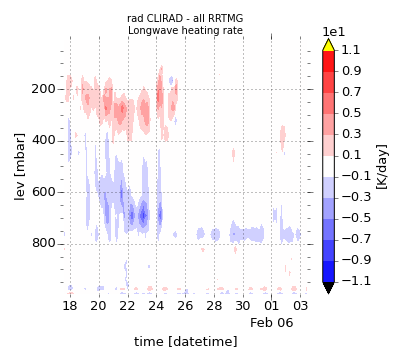 rad CLIRAD - all RRTMG
Longwave heating rate
1e1
1.1
0.9
0.7
0.5
0.3
0.1
−0.1
−0.3
−0.5
−0.7
−0.9
−1.1
[K/day]
lev [mbar]
200
400
600
800
18 20 22 24 26 28 30 01 03
Feb 06
time [datetime]